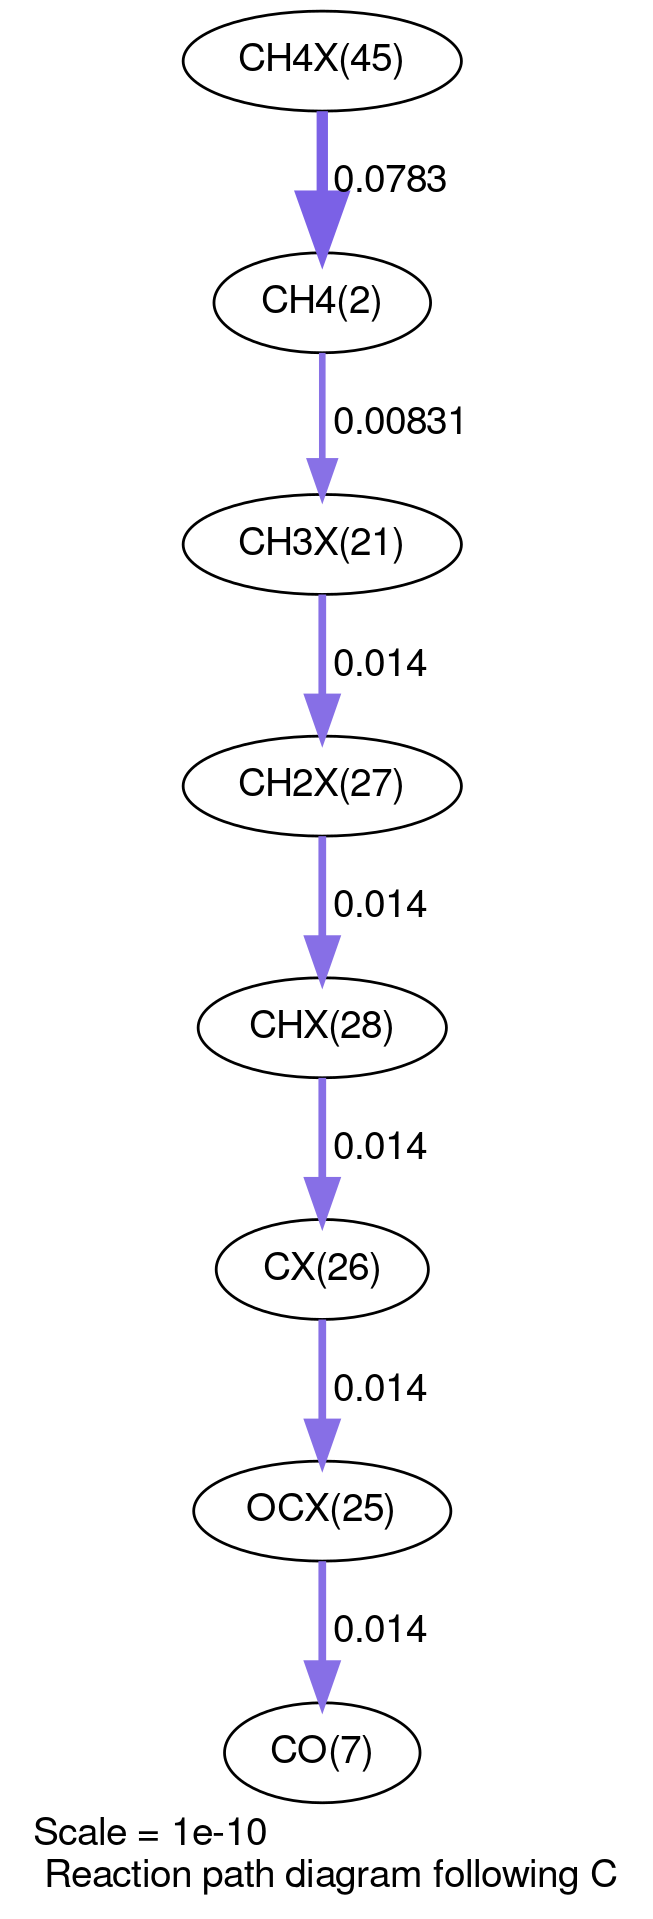 CH4X(45)
0.0783
CH4(2)
0.00831
CH3X(21)
0.014
CH2X(27)
0.014
CHX(28)
0.014
CX(26)
0.014
OCX(25)
0.014
CO(7)
Scale = 1e-10
Reaction path diagram following C